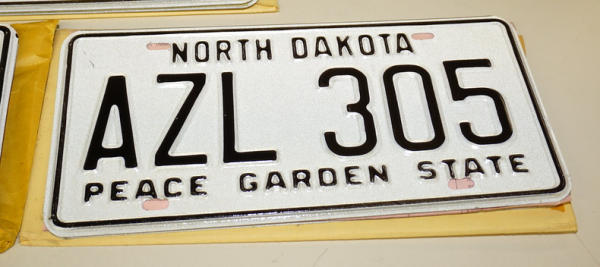 NORTH DAKOTA
AZL 305
PEACE GARDEN STATE